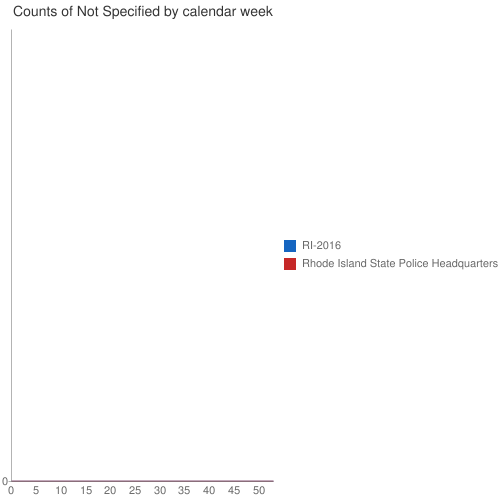 Counts of Not Specified by calendar week
RI-2016
Rhode Island State Police Headquarters
0
0 5 10 15 20 25 30 35 40 45 50